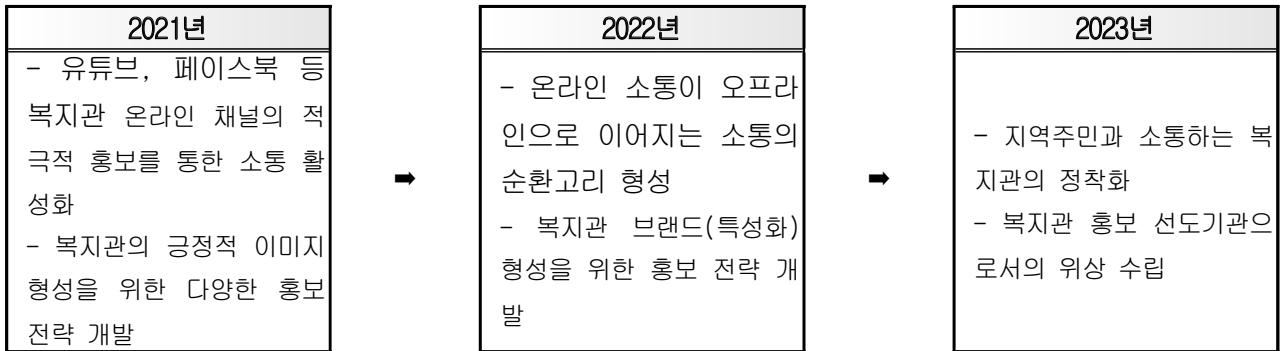 2021년
- 유튜브, 페이스북 등
복지관 온라인 채널의 적
극적 홍보를 통한 소통 활
성화
- 복지관의 긍정적 이미지
형성을 위한 다양한 홍보
전략 개발
➡
2022년
- 온라인 소통이 오프라
인으로 이어지는 소통의
순환고리 형성
- 복지관 브랜드(특성화)
형성을 위한 홍보 전략 개
발
➡
2023년
- 지역주민과 소통하는 복
지관의 정착화
- 복지관 홍보 선도기관으
로서의 위상 수립